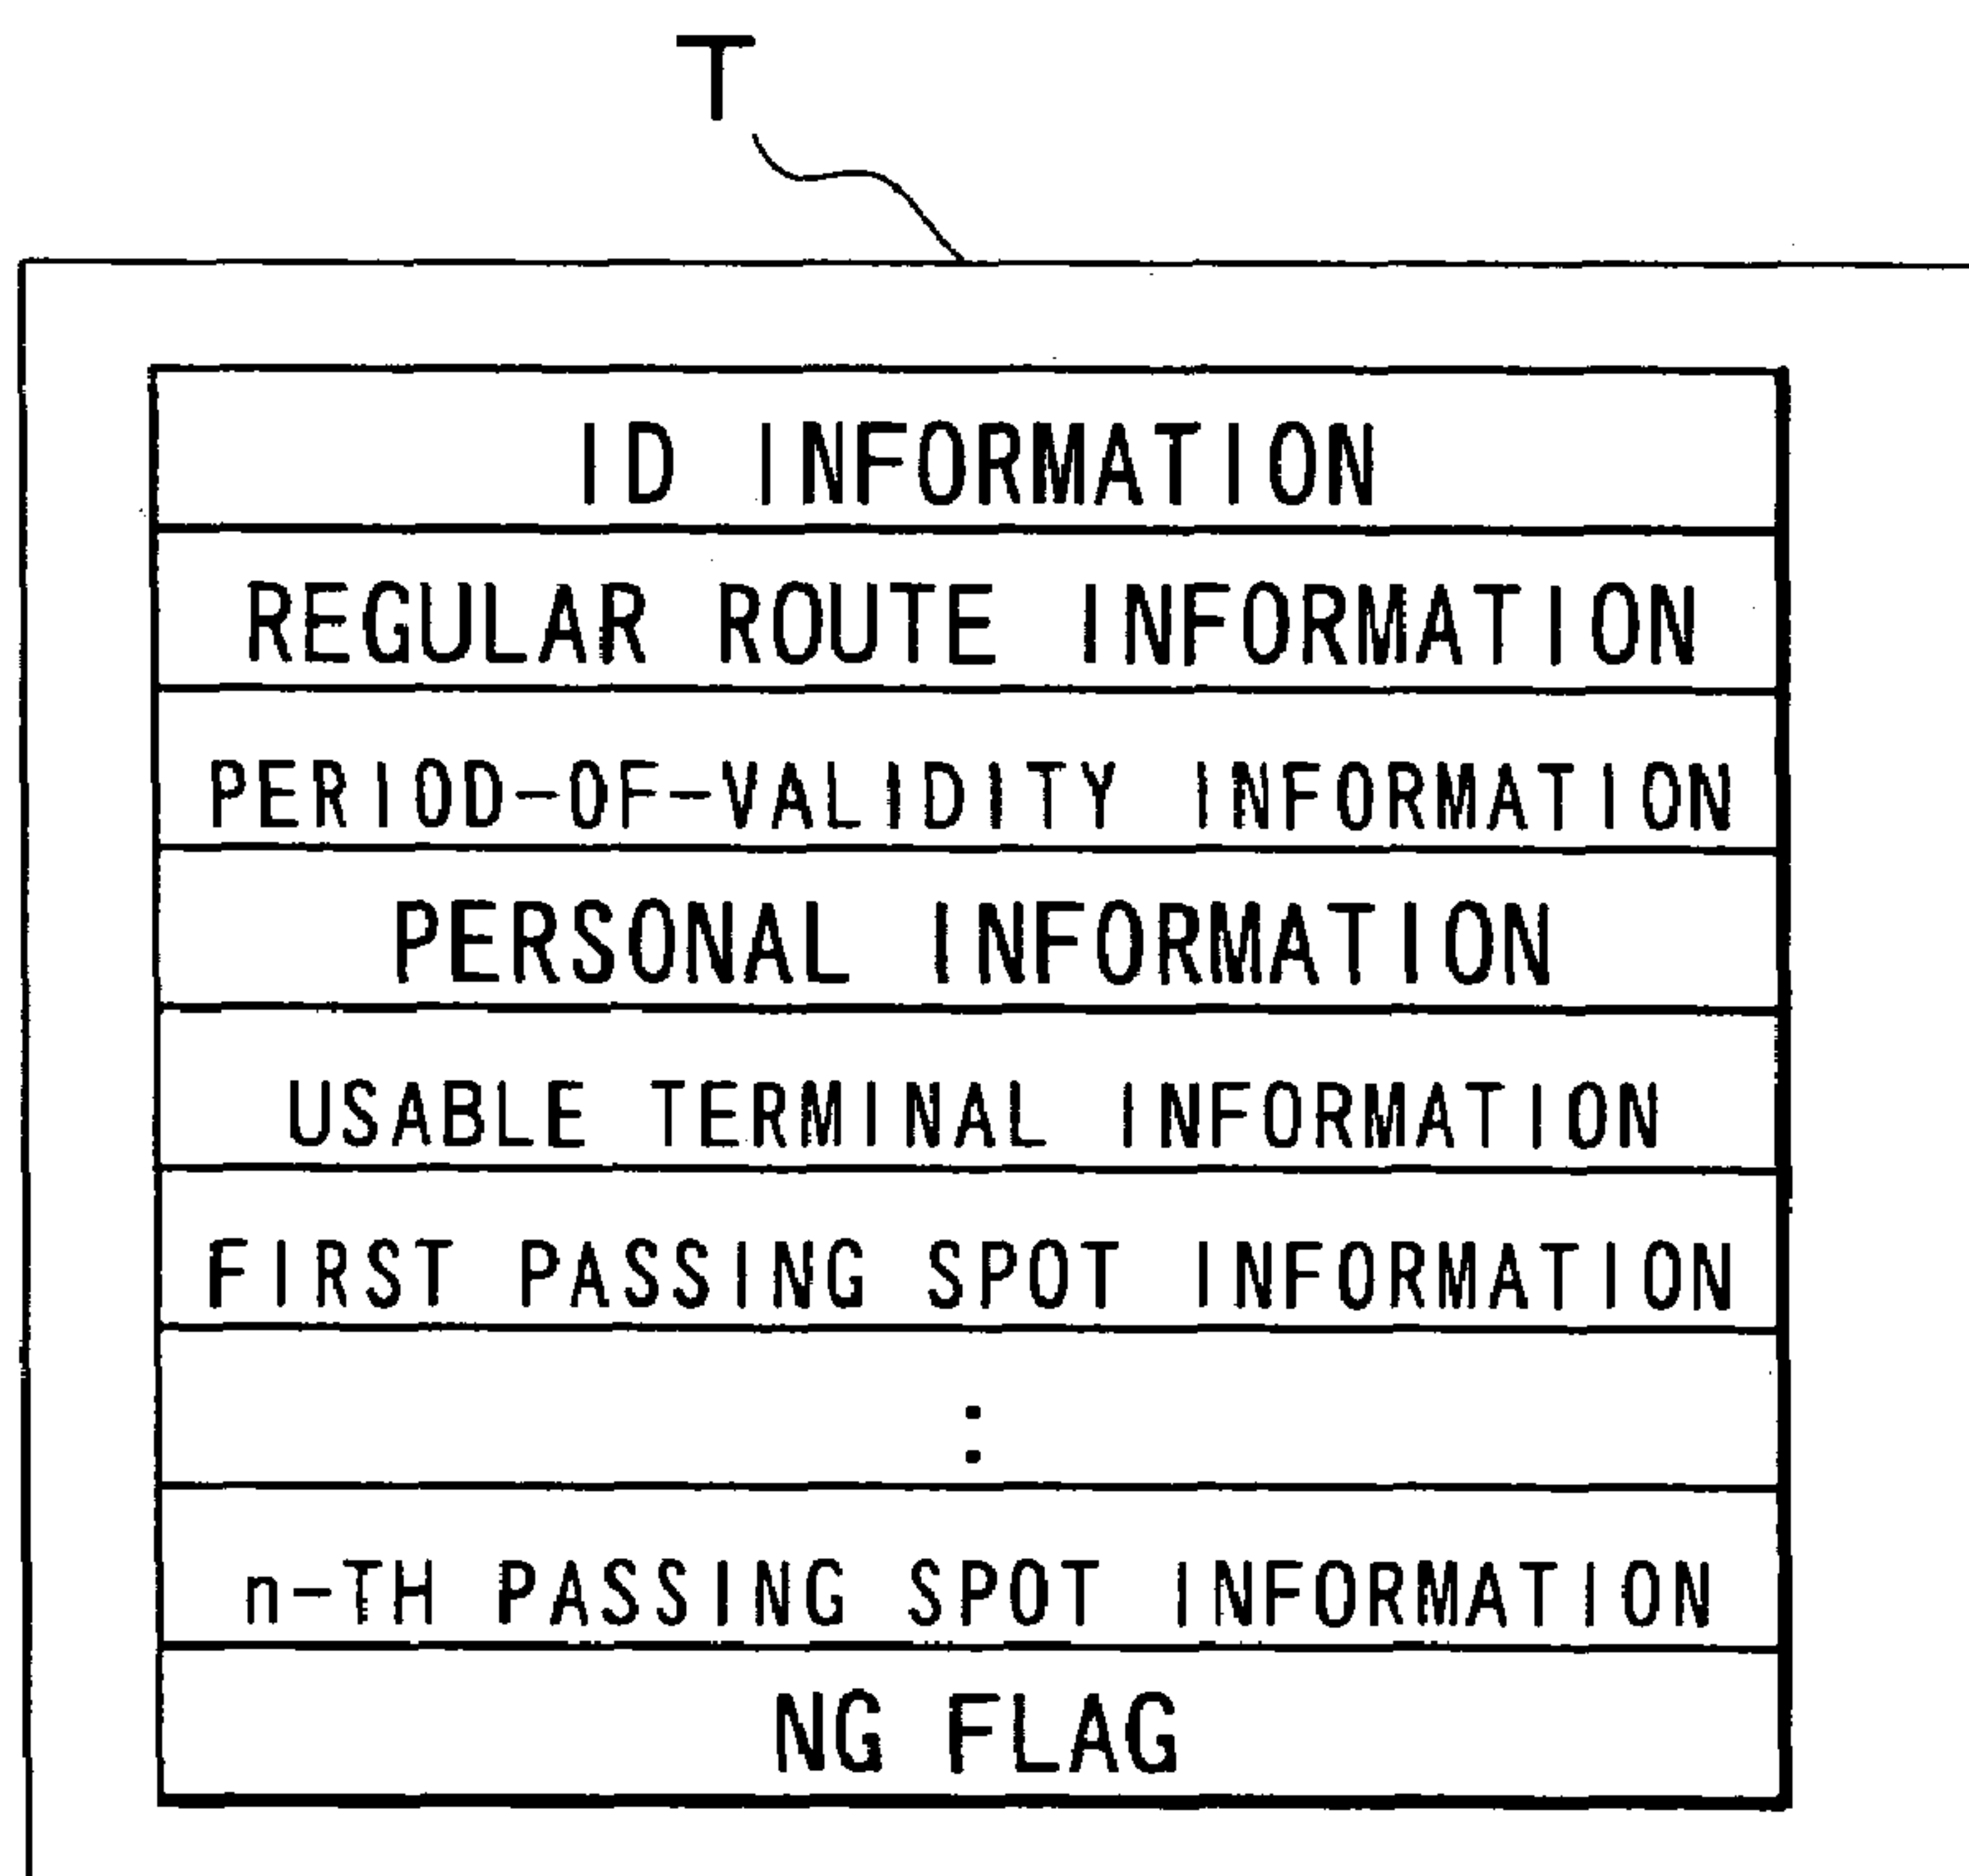 T
ID INFORMATION
REGULAR ROUTE INFORMATION
PERIOD-OF-VALIDITY INFORMATION
PERSONAL INFORMATION
USABLE TERMINAL INFORMATION
FIRST PASSING SPOT INFORMATION
:
n-TH PASSING SPOT INFORMATION
NG FLAG